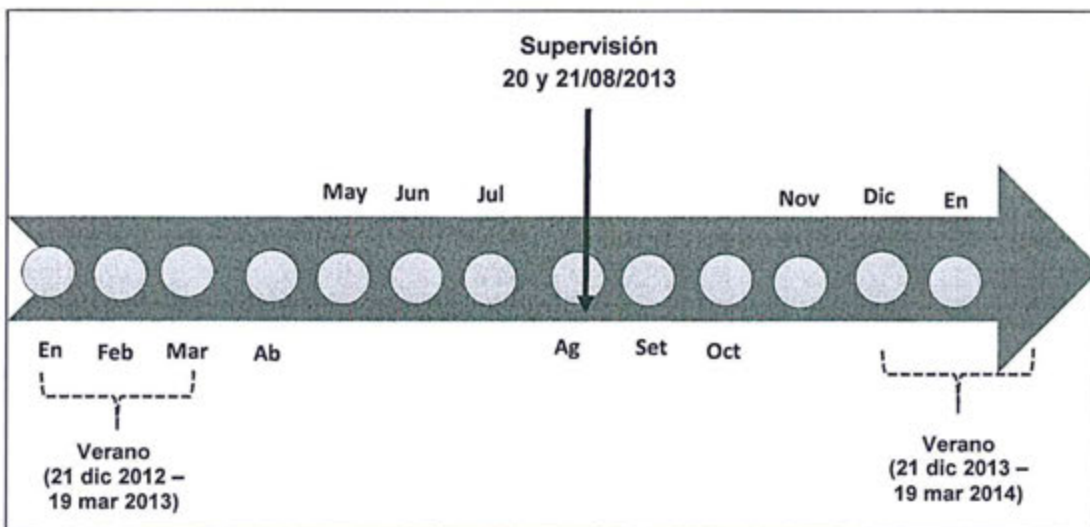 Supervisión
20 y 21/08/2013
May Jun Jul Nov Dic En
En Feb Mar Ab Ag Set Oct
Verano
(21 dic 2012 –
19 mar 2013)
Verano
(21 dic 2013 –
19 mar 2014)